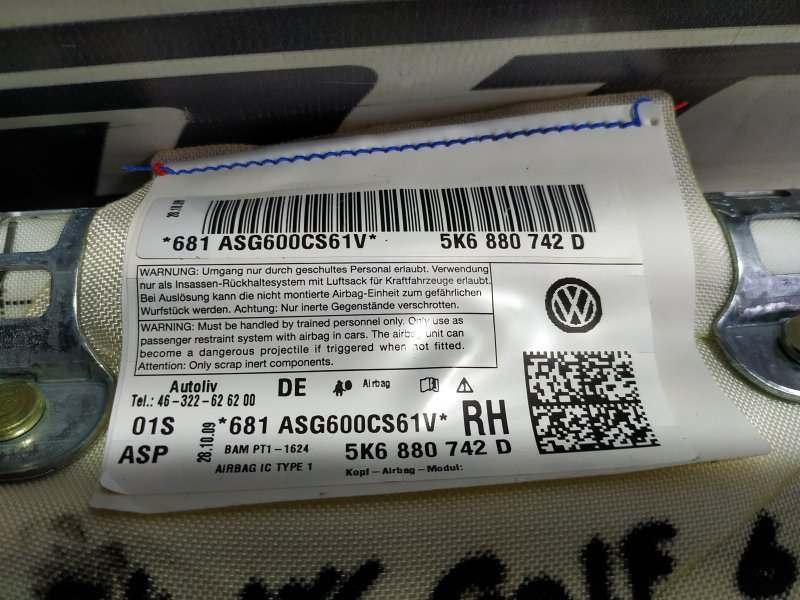 28.10.09
*681 ASG600CS61V* 5K6 880 742 D
WARNUNG: Umgang nur durch geschultes Personal erlaubt. Verwendung
nur als Insassen-Rückhaltesystem mit Luftsack für Kraftfahrzeuge erlaubt.
Bei Auslösung kann die nicht montierte Airbag-Einheit zum gefährlichen
Wurfstück werden. Achtung: Nur inerte Gegenstände verschrotten.
WARNING: Must be handled by trained personnel only. Only use as
passenger restraint system with airbag in cars. The airbag unit can
become a dangerous projectile if triggered when not fitted.
Attention: Only scrap inert components.
Autoliv DE Airbag
Tel.: 46-322-62 62 00
01S *681 ASG600CS61V* RH
ASP 28.10.09 BAM PT1-1624 5K6 880 742 D
AIRBAG IC TYPE 1 Kopf-Airbag-Modul:
GOLF 6